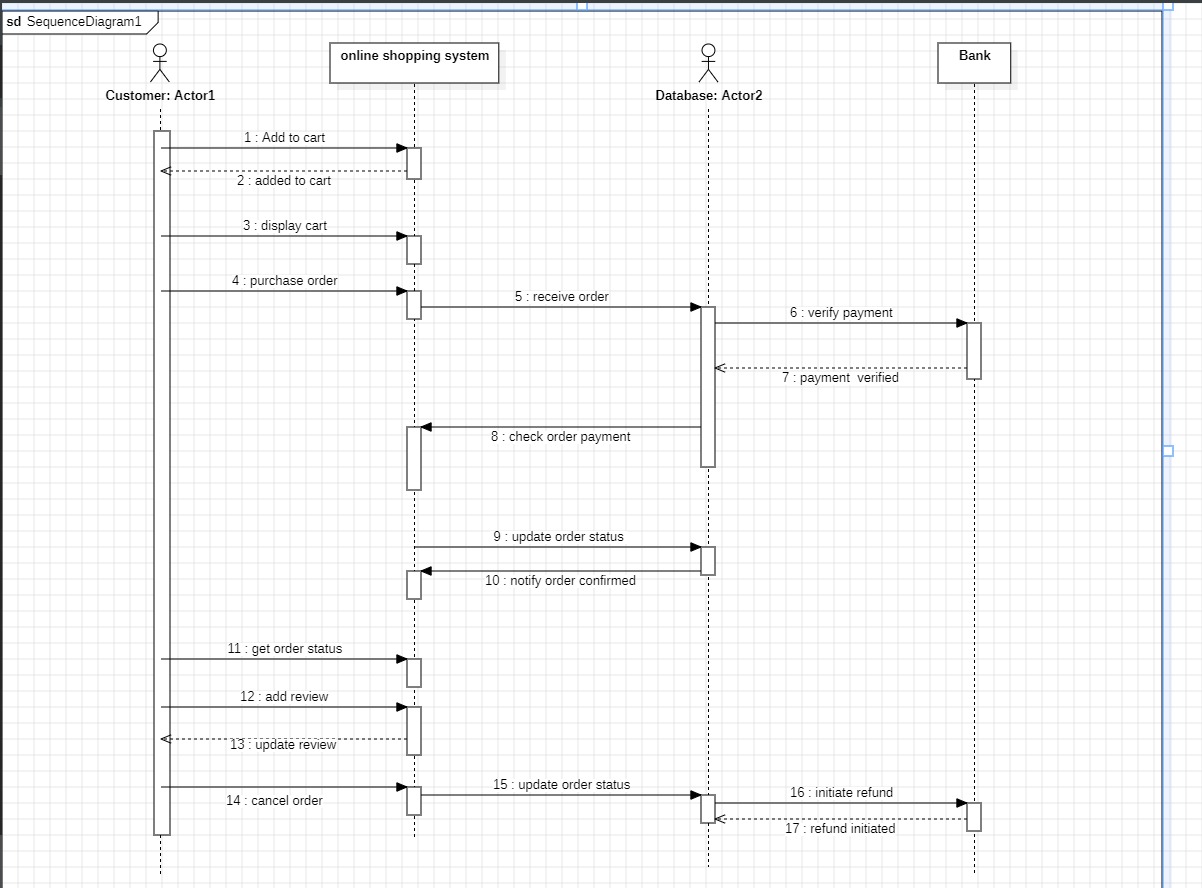 sd SequenceDiagram1
online shopping system
Bank
Customer: Actor1
Database: Actor2
1 : Add to cart
2 : added to cart
3 : display cart
4 : purchase order
5 : receive order
6 : verify payment
7 : payment  verified
8 : check order payment
9 : update order status
10 : notify order confirmed
11 : get order status
12 : add review
13 : update review
14 : cancel order
15 : update order status
16 : initiate refund
17 : refund initiated